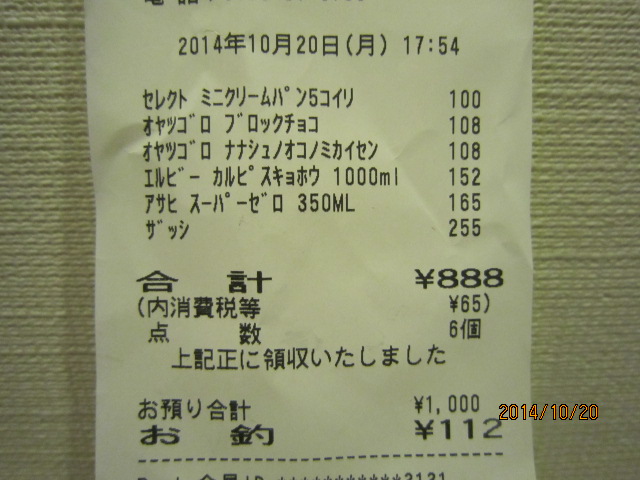 2014年10月20日(月) 17:54
セレクト ミニクリームパン5コイリ 100
オヤツゴロ ブロックチョコ 108
オヤツゴロ ナナシュノオコノミカイセン 108
エルビー カルピスキョホウ 1000ml 152
アサヒ スーパーゼロ 350ML 165
ザッシ 255
合 計 ¥888
(内消費税等 ¥65)
点 数 6個
上記正に領収いたしました
お預り合計 ¥1,000
お 釣 ¥112
2014/10/20